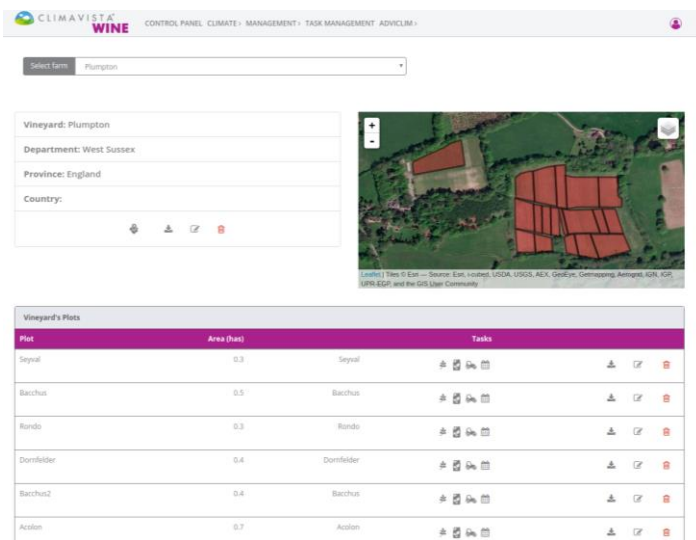 CLIMAVISTA
WINE
CONTROL PANEL CLIMATE› MANAGEMENT› TASK MANAGEMENT ADVICLIM›
Select farm Plumpton
Vineyard: Plumpton
Department: West Sussex
Province: England
Country:
+
-
Leaflet | Tiles © Esri — Source: Esri, i-cubed, USDA, USGS, AEX, GeoEye, Getmapping, Aerogrid, IGN, IGP,
UPR-EGP, and the GIS User Community
Vineyard's Plots
Plot Area (has) Tasks
Seyval 0.3 Seyval
Bacchus 0.5 Bacchus
Rondo 0.3 Rondo
Dornfelder 0.4 Dornfelder
Bacchus2 0.4 Bacchus
Acolon 0.7 Acolon